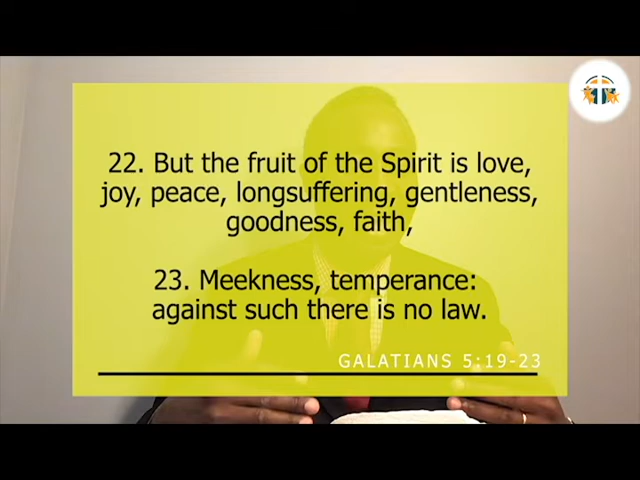 22. But the fruit of the Spirit is love,
joy, peace, longsuffering, gentleness,
goodness, faith,
23. Meekness, temperance:
against such there is no law.
GALATIANS 5:19-23